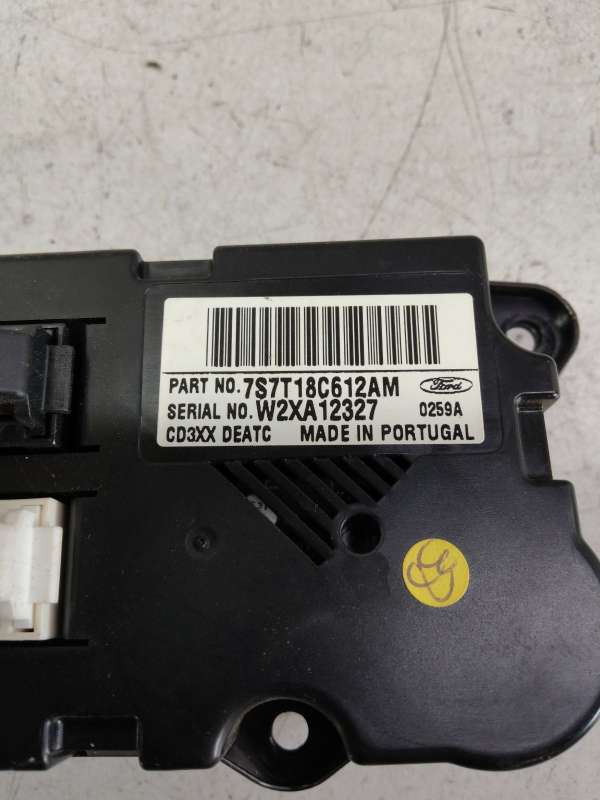 PART NO. 7S7T18C612AM Ford
SERIAL NO. W2XA12327 0259A
CD3XX DEATC MADE IN PORTUGAL